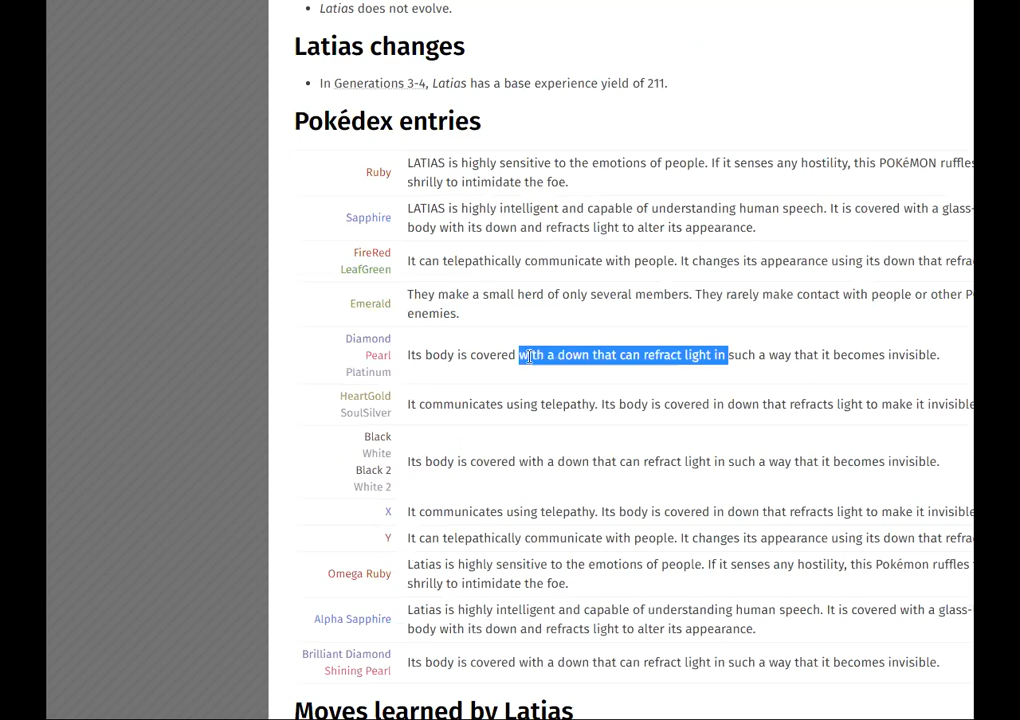 Latias does not evolve.
Latias changes
In Generations 3-4, Latias has a base experience yield of 211.
Pokédex entries
Ruby
LATIAS is highly sensitive to the emotions of people. If it senses any hostility, this POKéMON ruffles
shrilly to intimidate the foe.
Sapphire
LATIAS is highly intelligent and capable of understanding human speech. It is covered with a glass-
body with its down and refracts light to alter its appearance.
FireRed
LeafGreen
It can telepathically communicate with people. It changes its appearance using its down that refra
Emerald
They make a small herd of only several members. They rarely make contact with people or other P
enemies.
Diamond
Pearl
Platinum
Its body is covered with a down that can refract light in such a way that it becomes invisible.
HeartGold
SoulSilver
It communicates using telepathy. Its body is covered in down that refracts light to make it invisible
Black
White
Black 2
White 2
Its body is covered with a down that can refract light in such a way that it becomes invisible.
X
It communicates using telepathy. Its body is covered in down that refracts light to make it invisible
Y
It can telepathically communicate with people. It changes its appearance using its down that refra
Omega Ruby
Latias is highly sensitive to the emotions of people. If it senses any hostility, this Pokémon ruffles
shrilly to intimidate the foe.
Alpha Sapphire
Latias is highly intelligent and capable of understanding human speech. It is covered with a glass-
body with its down and refracts light to alter its appearance.
Brilliant Diamond
Shining Pearl
Its body is covered with a down that can refract light in such a way that it becomes invisible.
Moves learned by Latias